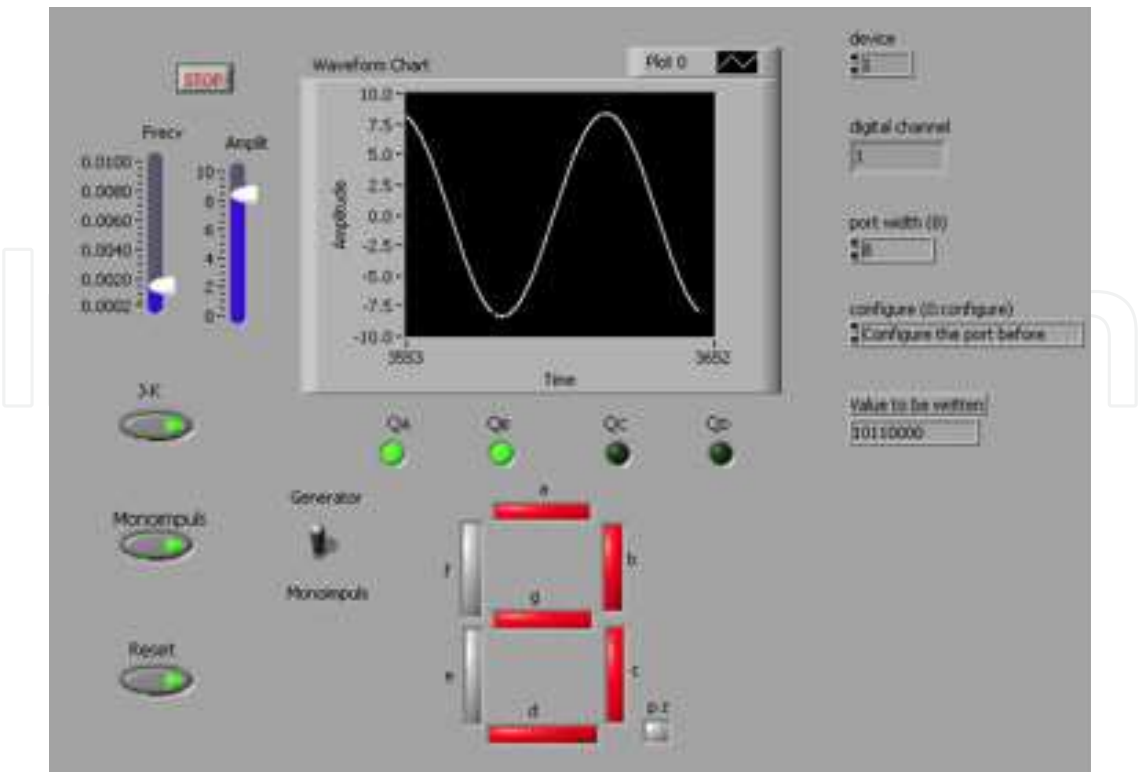 STOP
Waveform Chart
Plot 0
Frecv
Amplit
0.0100
0.0080
0.0060
0.0040
0.0020
0.0002
10
8
6
4
2
0
10.0
7.5
5.0
2.5
0.0
-2.5
-5.0
-7.5
-10.0
Amplitude
3553
3652
Time
device
digital channel
1
port width (8)
8
configure (0:configure)
Configure the port before
Value to be written
10110000
J-K
QA
QB
QC
QD
Monoimpuls
Generator
Monoimpuls
Reset
a
b
f
g
e
c
d